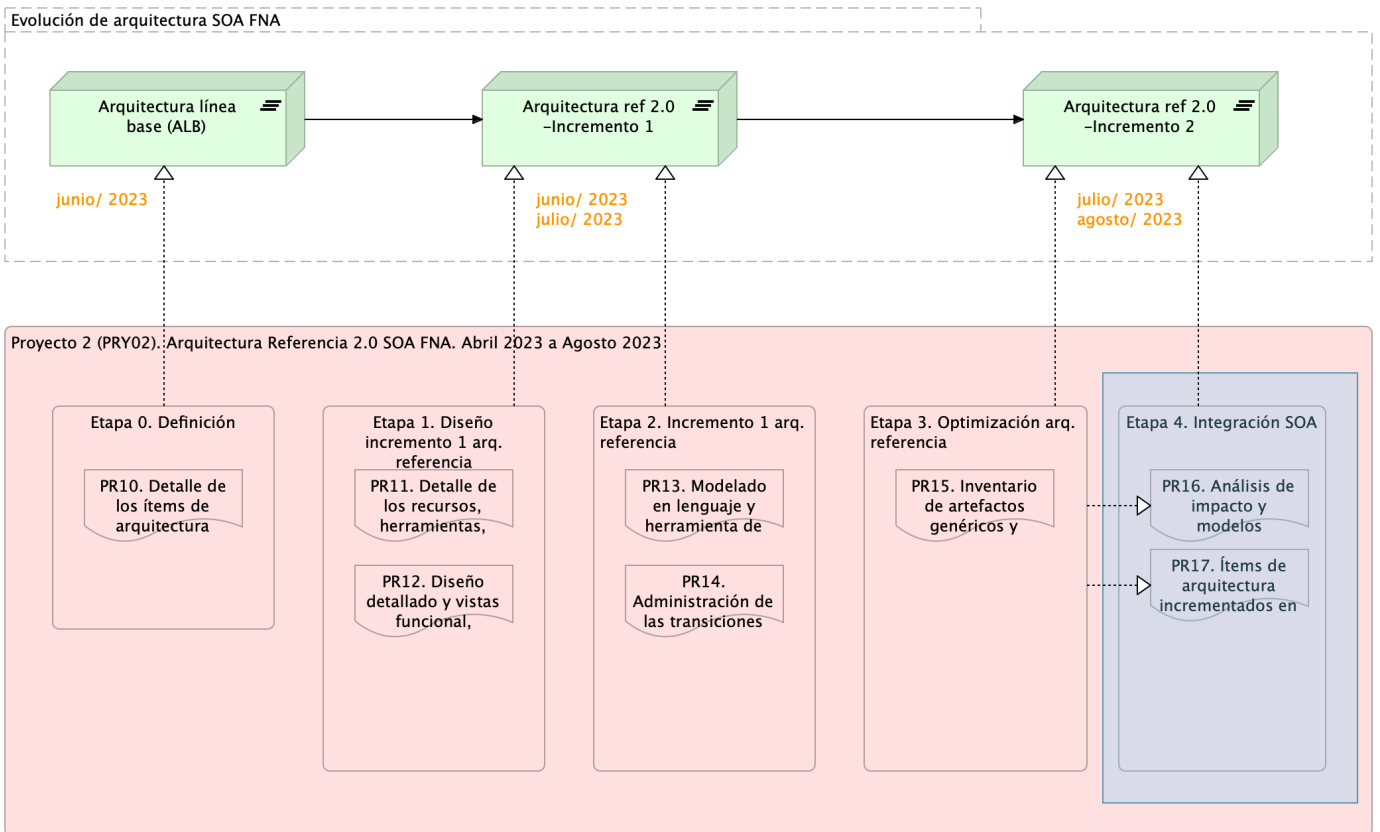 Evolución de arquitectura SOA FNA
Arquitectura línea
base (ALB)
Arquitectura ref 2.0
-Incremento 1
Arquitectura ref 2.0
-Incremento 2
junio/ 2023
junio/ 2023
julio/ 2023
julio/ 2023
agosto/ 2023
Proyecto 2 (PRY02). Arquitectura Referencia 2.0 SOA FNA. Abril 2023 a Agosto 2023
Etapa 0. Definición
PR10. Detalle de
los ítems de
arquitectura
Etapa 1. Diseño
incremento 1 arq.
referencia
PR11. Detalle de
los recursos,
herramientas,
PR12. Diseño
detallado y vistas
funcional,
Etapa 2. Incremento 1 arq.
referencia
PR13. Modelado
en lenguaje y
herramienta de
PR14.
Administración de
las transiciones
Etapa 3. Optimización arq.
referencia
PR15. Inventario
de artefactos
genéricos y
Etapa 4. Integración SOA
PR16. Análisis de
impacto y
modelos
PR17. Ítems de
arquitectura
incrementados en